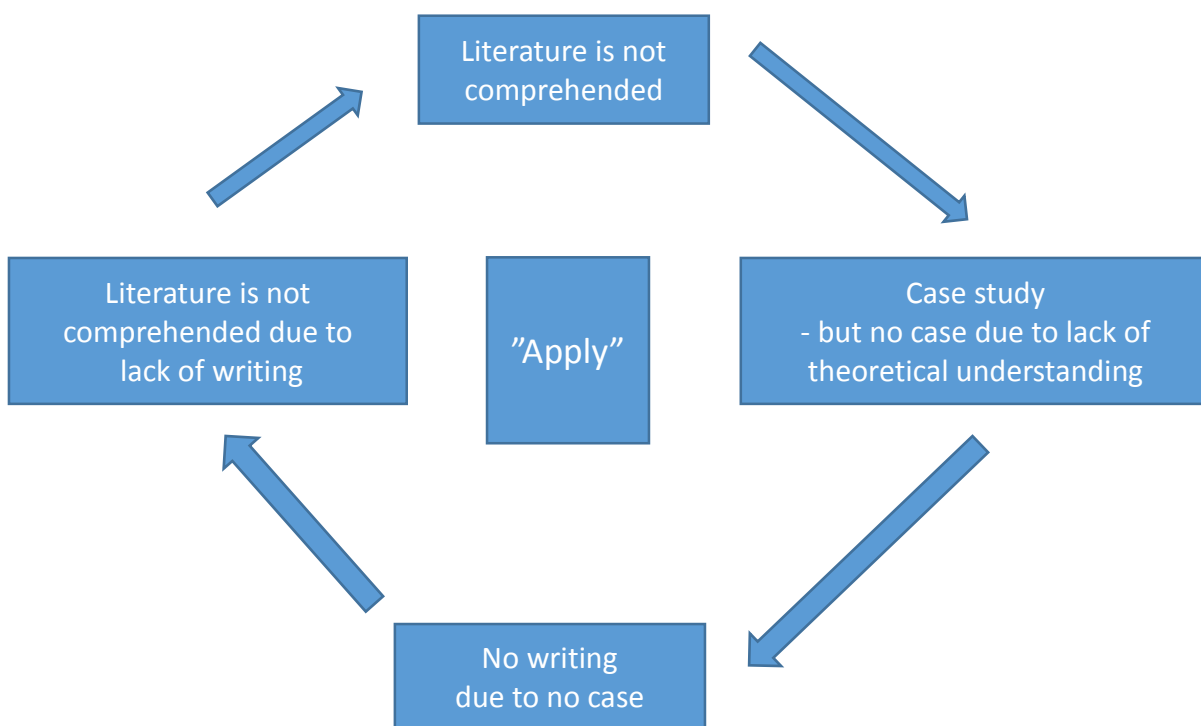 Literature is not
comprehended
Literature is not
comprehended due to
lack of writing
”Apply”
Case study
- but no case due to lack of
theoretical understanding
No writing
due to no case